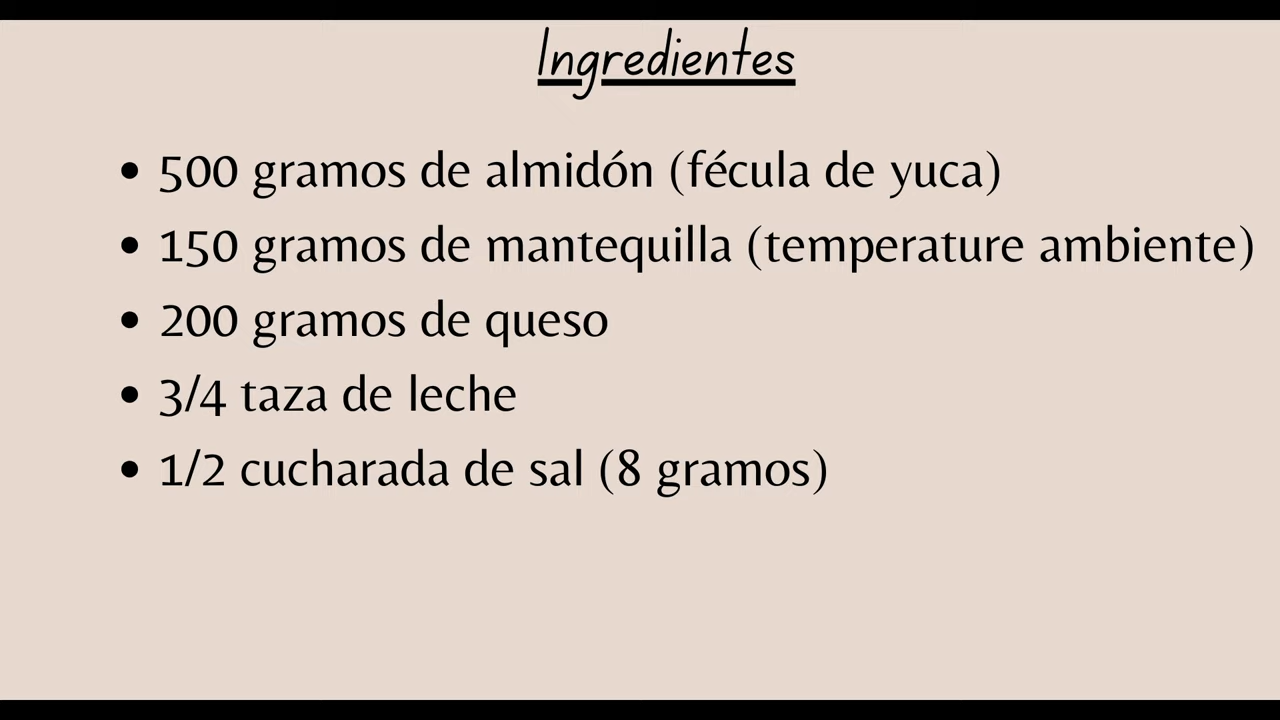 Ingredientes
• 500 gramos de almidón (fécula de yuca)
• 150 gramos de mantequilla (temperature ambiente)
• 200 gramos de queso
• 3/4 taza de leche
• 1/2 cucharada de sal (8 gramos)